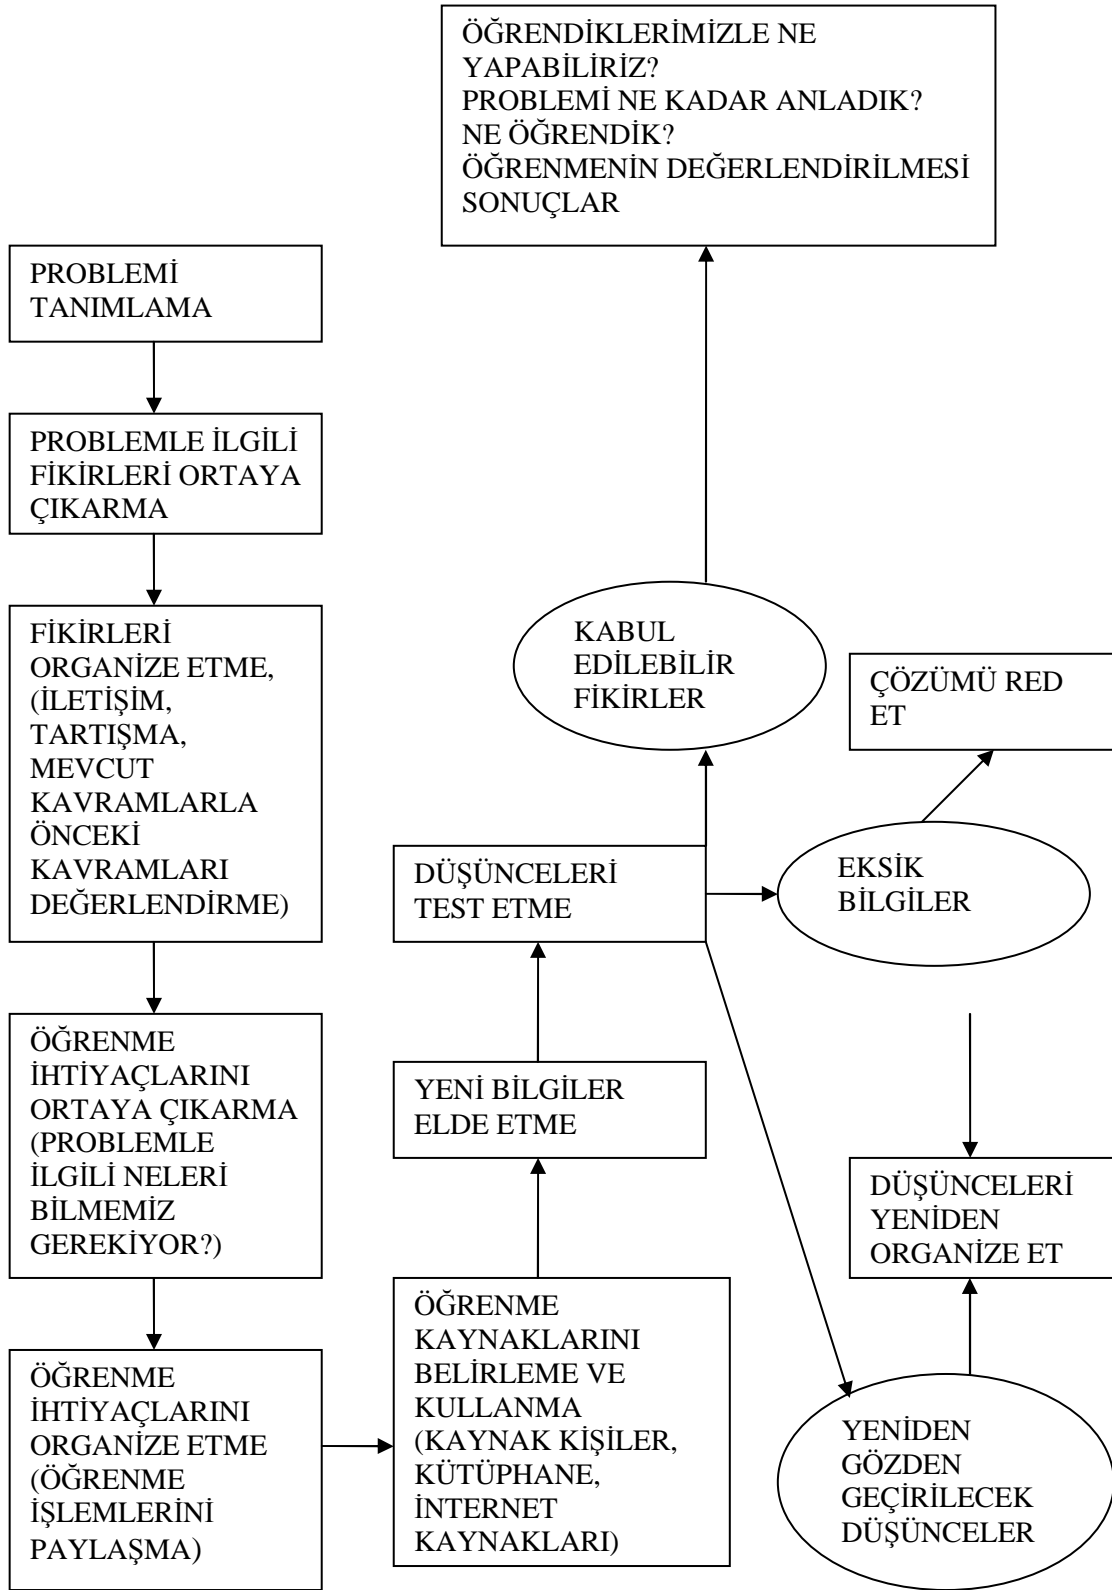 ÖĞRENDİKLERİMİZLE NE
YAPABİLİRİZ?
PROBLEMİ NE KADAR ANLADIK?
NE ÖĞRENDİK?
ÖĞRENMENİN DEĞERLENDİRİLMESİ
SONUÇLAR
PROBLEMİ
TANIMLAMA
PROBLEMLE İLGİLİ
FİKİRLERİ ORTAYA
ÇIKARMA
FİKİRLERİ
ORGANİZE ETME,
(İLETİŞİM,
TARTIŞMA,
MEVCUT
KAVRAMLARLA
ÖNCEKİ
KAVRAMLARI
DEĞERLENDİRME)
ÖĞRENME
İHTİYAÇLARINI
ORTAYA ÇIKARMA
(PROBLEMLE
İLGİLİ NELERİ
BİLMEMİZ
GEREKİYOR?)
ÖĞRENME
İHTİYAÇLARINI
ORGANİZE ETME
(ÖĞRENME
İŞLEMLERİNİ
PAYLAŞMA)
ÖĞRENME
KAYNAKLARINI
BELİRLEME VE
KULLANMA
(KAYNAK KİŞİLER,
KÜTÜPHANE,
İNTERNET
KAYNAKLARI)
YENİ BİLGİLER
ELDE ETME
DÜŞÜNCELERİ
TEST ETME
KABUL
EDİLEBİLİR
FİKİRLER
ÇÖZÜMÜ RED
ET
EKSİK
BİLGİLER
DÜŞÜNCELERİ
YENİDEN
ORGANİZE ET
YENİDEN
GÖZDEN
GEÇİRİLECEK
DÜŞÜNCELER